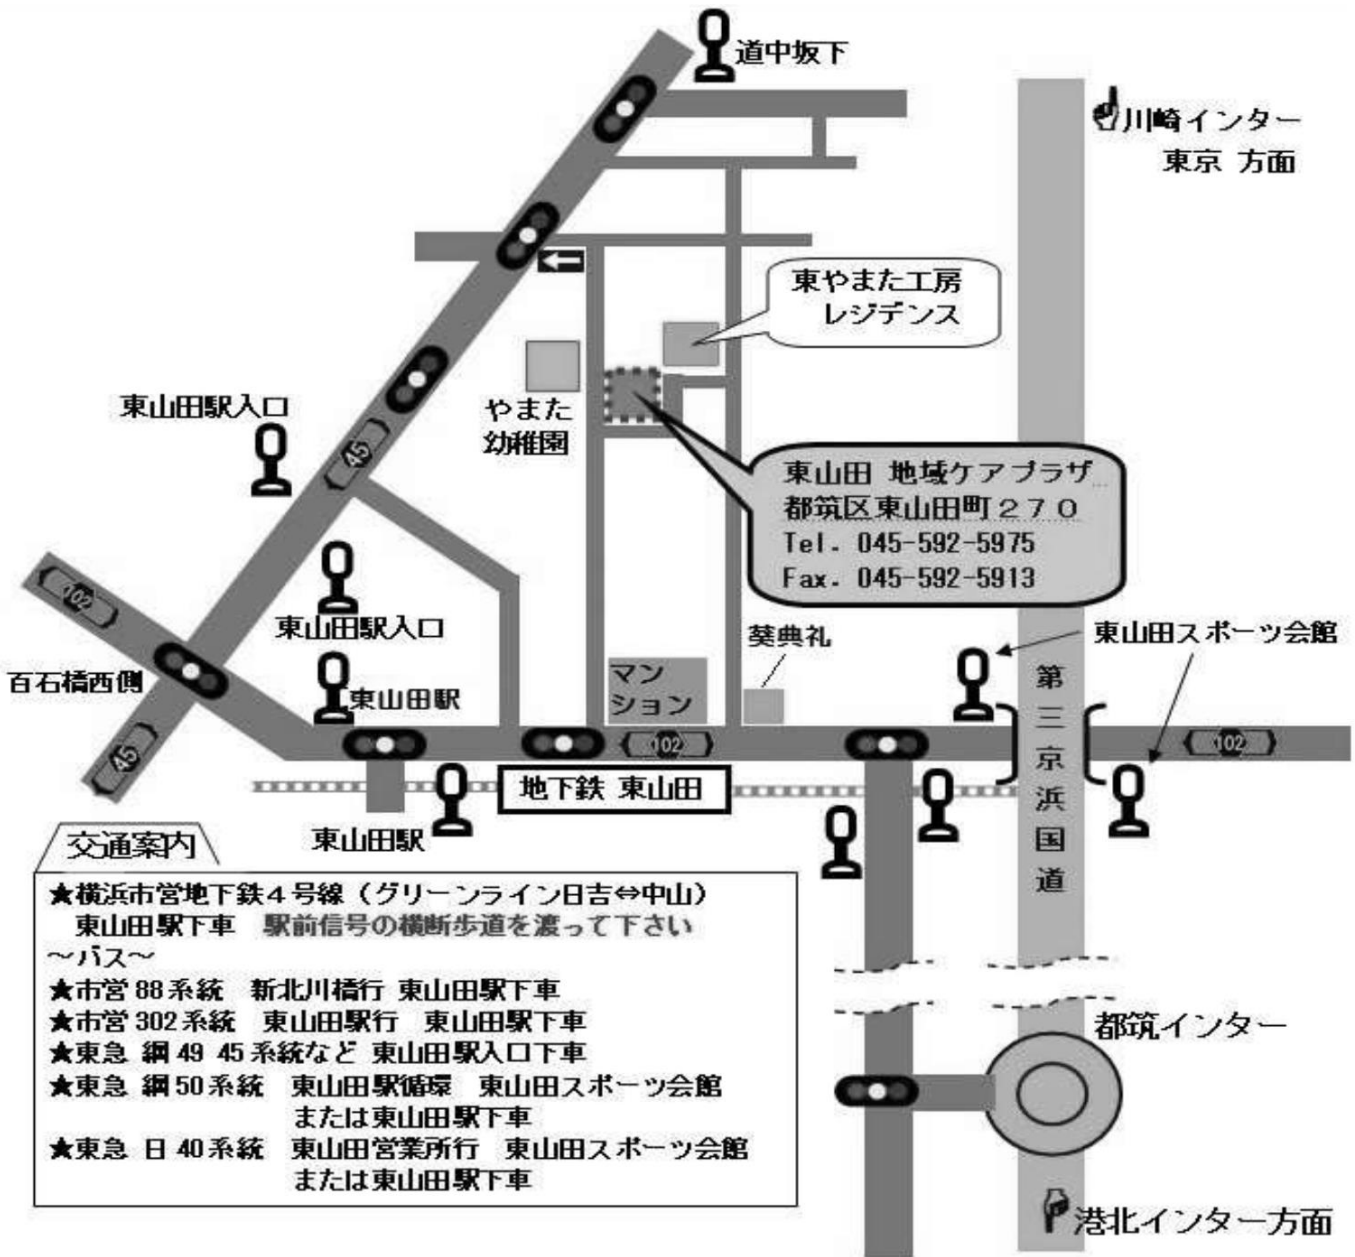 道中坂下
川崎インター
東京 方面
東やまた工房
レジデンス
東山田駅入口
やまた
幼稚園
45
東山田 地域ケアプラザ
都筑区東山田町270
Tel. 045-592-5975
Fax. 045-592-5913
102
東山田駅入口
葵典礼
東山田スポーツ会館
百石橋西側
マン
ション
東山田駅
第三京浜国道
45
102
102
地下鉄 東山田
東山田駅
交通案内
★横浜市営地下鉄4号線(グリーンライン日吉⇔中山)
東山田駅下車 駅前信号の横断歩道を渡って下さい
~バス~
★市営88系統 新北川橋行 東山田駅下車
★市営302系統 東山田駅行 東山田駅下車
★東急 綱49 45系統など 東山田駅入口下車
★東急 綱50系統 東山田駅循環 東山田スポーツ会館
または東山田駅下車
★東急 日40系統 東山田営業所行 東山田スポーツ会館
または東山田駅下車
都筑インター
港北インター方面